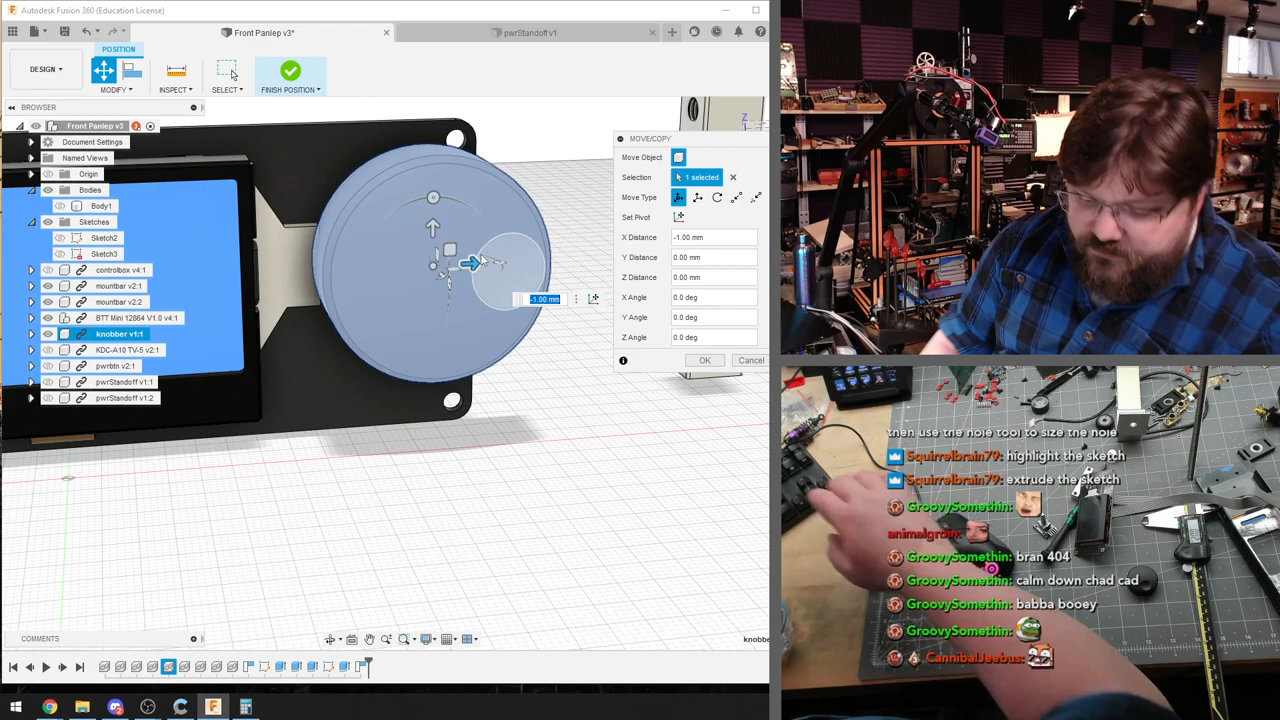 Autodesk Fusion 360 (Education License)
Front Panlep v3*
pwrStandoff v1
DESIGN
POSITION
MODIFY
INSPECT
SELECT
FINISH POSITION
BROWSER
Front Panlep v3
Document Settings
Named Views
Origin
Bodies
Body1
Sketches
Sketch2
Sketch3
controlbox v4:1
mountbar v2:1
mountbar v2:2
BTT Mini 12864 V1.0 v4:1
knobber v1:1
KDC-A10 TV-5 v2:1
pwrbtn v2:1
pwrStandoff v1:1
pwrStandoff v1:2
Z
-1.00 mm
MOVE/COPY
Move Object
Selection
1 selected
Move Type
Set Pivot
X Distance
-1.00 mm
Y Distance
0.00 mm
Z Distance
0.00 mm
X Angle
0.0 deg
Y Angle
0.0 deg
Z Angle
0.0 deg
OK
Cancel
COMMENTS
knobbe
then use the hole tool to size the hole
Squirrelbrain79: highlight the sketch
Squirrelbrain79: extrude the sketch
GroovySomethin:
animalgroin:
GroovySomethin: bran 404
GroovySomethin: calm down chad cad
GroovySomethin: babba booey
GroovySomethin:
CannibalJeebus: